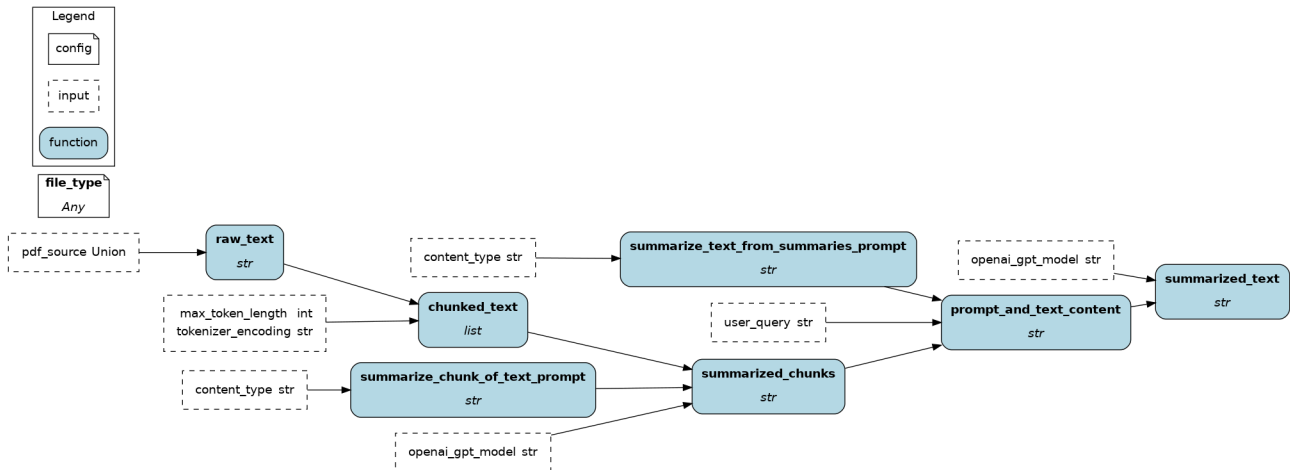 Legend
config
input
function
file_type
Any
pdf_source Union
raw_text
str
max_token_length int
tokenizer_encoding str
content_type str
chunked_text
list
content_type str
summarize_chunk_of_text_prompt
str
openai_gpt_model str
summarize_text_from_summaries_prompt
str
user_query str
summarized_chunks
str
openai_gpt_model str
prompt_and_text_content
str
summarized_text
str